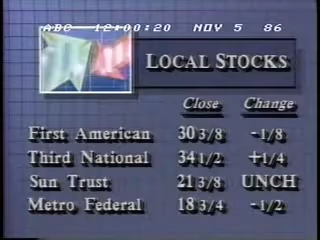 ABC 12:00:20 NOV 5 86
LOCAL STOCKS
Close Change
First American 30 3/8 -1/8
Third National 34 1/2 +1/4
Sun Trust 21 3/8 UNCH
Metro Federal 18 3/4 -1/2